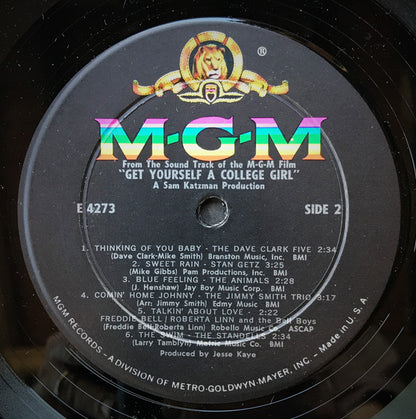 ®
M-G-M
From The Sound Track of the M-G-M Film
"GET YOURSELF A COLLEGE GIRL"
A Sam Katzman Production
E 4273
SIDE 2
1. THINKING OF YOU BABY - THE DAVE CLARK FIVE 2:34
(Dave Clark-Mike Smith) Branston Music, Inc. BMI
2. SWEET RAIN - STAN GETZ 3:25
(Mike Gibbs) Pam Productions, Inc. BMI
3. BLUE FEELING - THE ANIMALS 2:28
(J. Henshaw) Jay Boy Music Corp. BMI
4. COMIN' HOME JOHNNY - THE JIMMY SMITH TRIO 3:17
(Arr: Jimmy Smith) Edmy Music BMI
5. TALKIN' ABOUT LOVE - 2:22
FREDDIE BELL / ROBERTA LINN and the Bell Boys
(Freddie Bell-Roberta Linn) Robello Music Co. ASCAP
6. THE SWIM - THE STANDELLS 2:34
(Larry Tamblyn) Music Co. BMI
Produced by Jesse Kaye
MGM RECORDS - A DIVISION OF METRO-GOLDWYN-MAYER, INC. - Made in U.S.A.